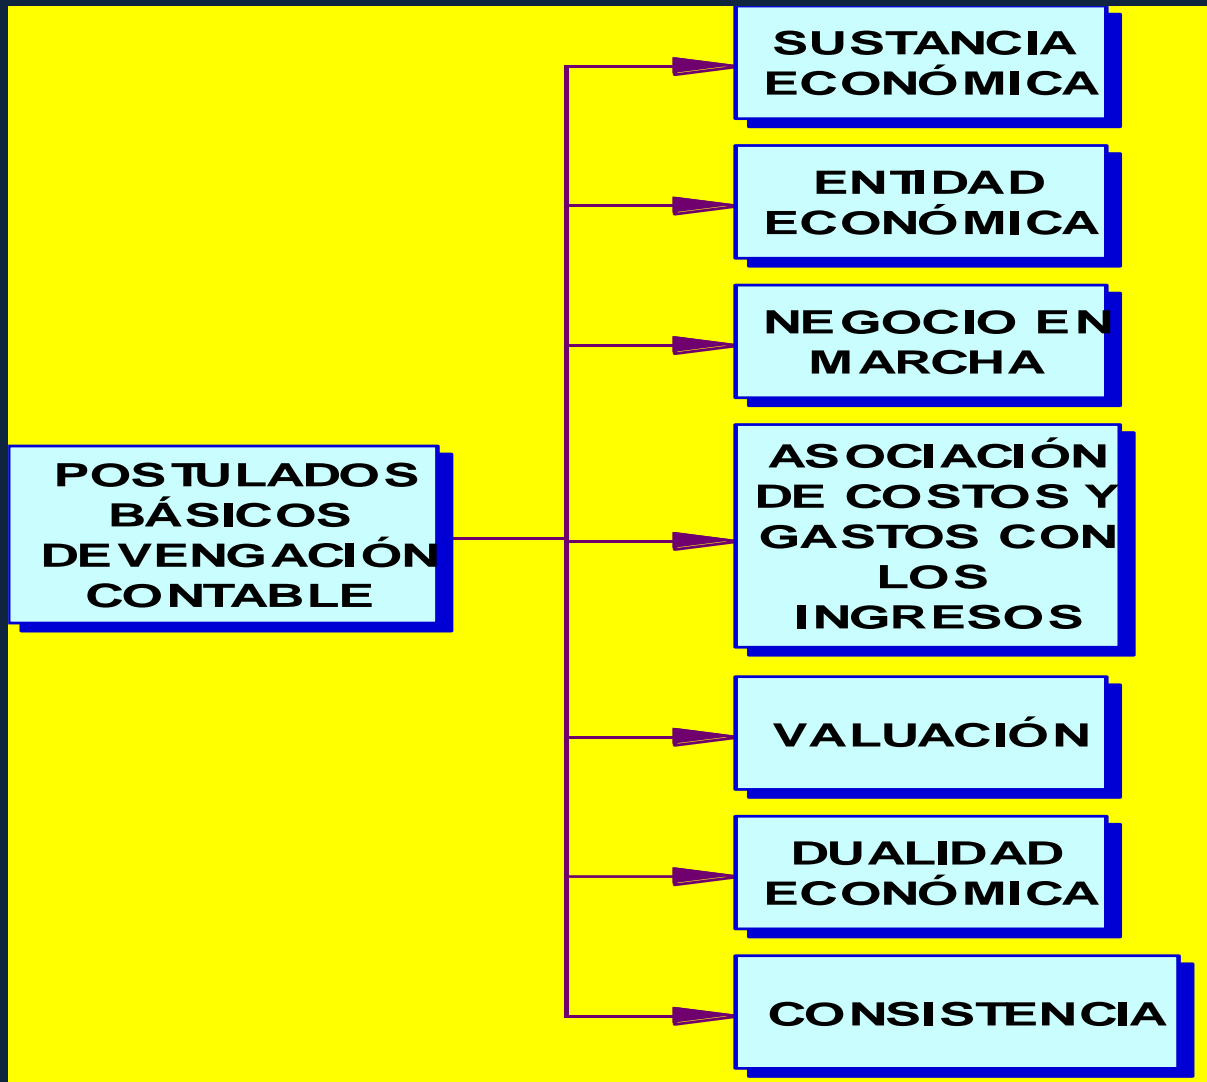 POSTULADOS
BÁSICOS
DEVENGACIÓN
CONTABLE
SUSTANCIA
ECONÓMICA
ENTIDAD
ECONÓMICA
NEGOCIO EN
MARCHA
ASOCIACIÓN
DE COSTOS Y
GASTOS CON
LOS
INGRESOS
VALUACIÓN
DUALIDAD
ECONÓMICA
CONSISTENCIA